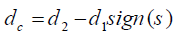 d_c = d_2 − d_1 sign(s)